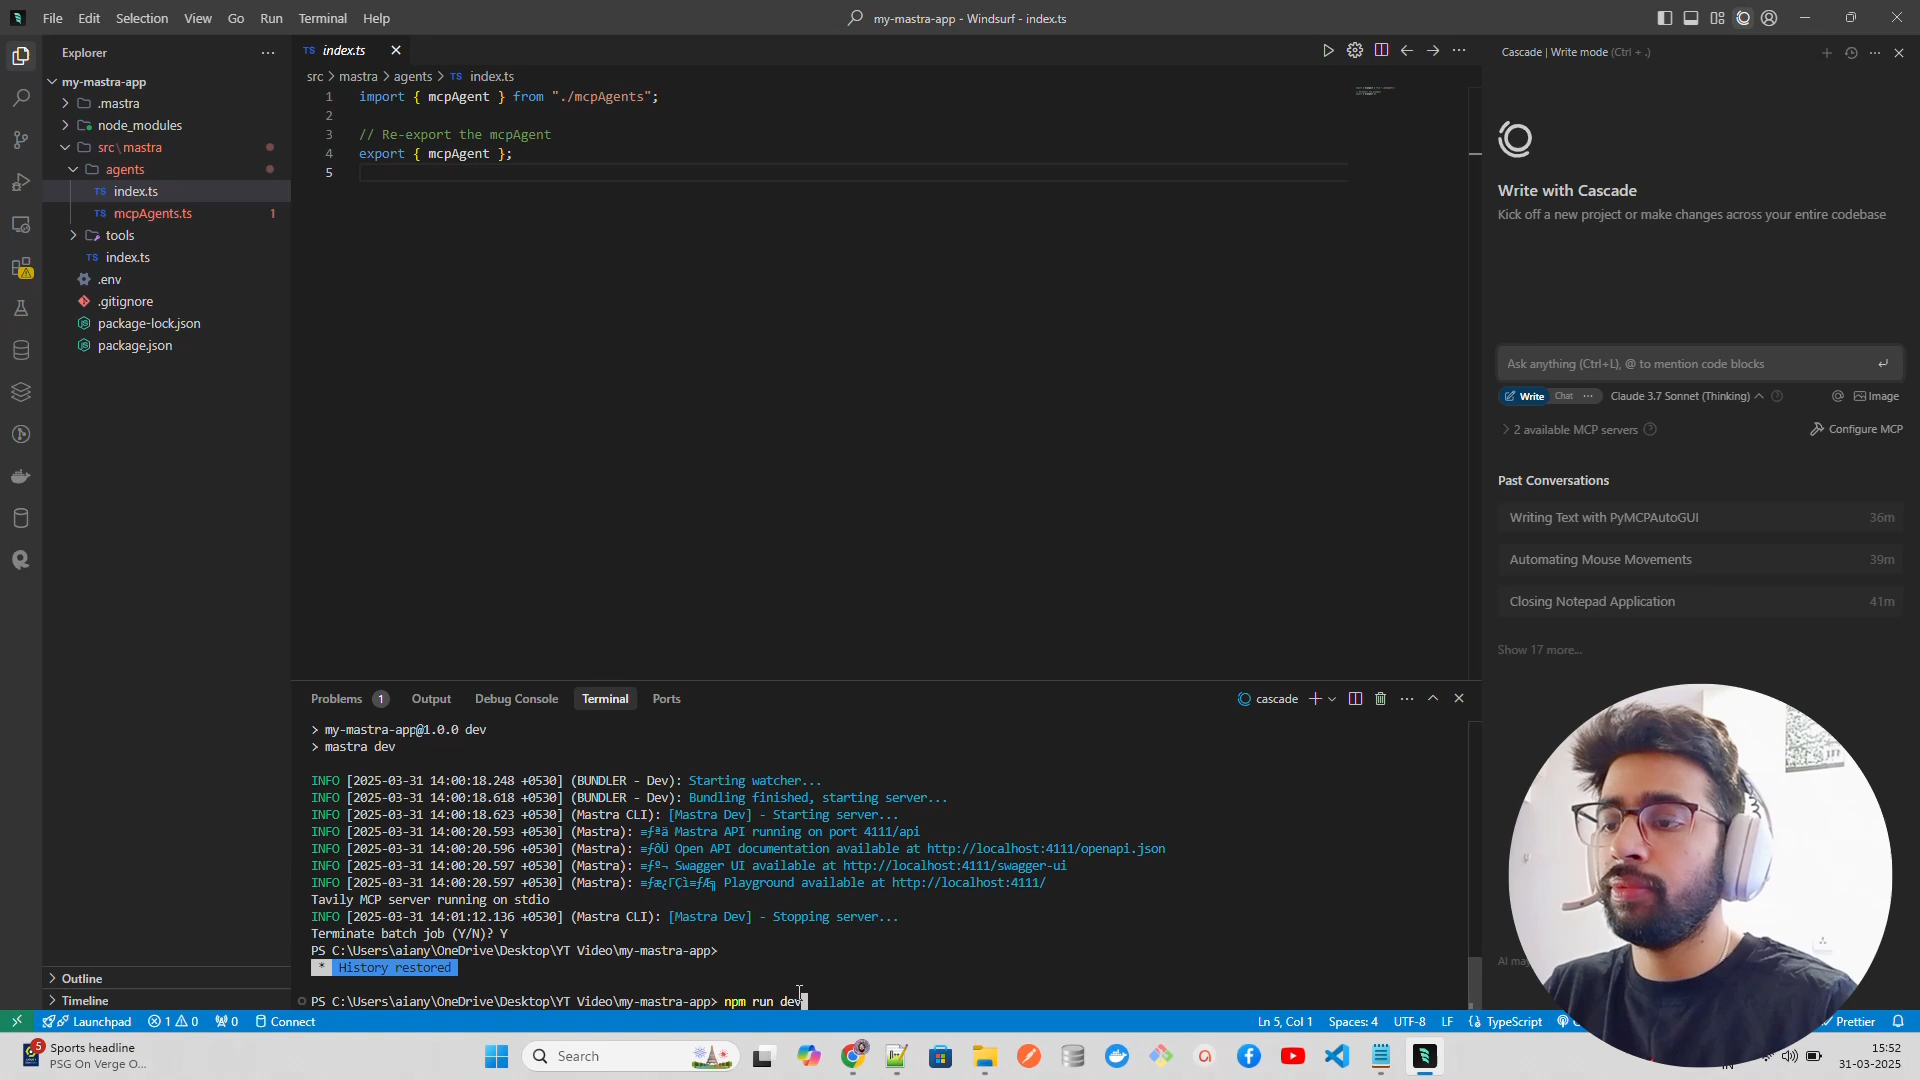 File Edit Selection View Go Run Terminal Help
my-mastra-app - Windsurf - index.ts
Explorer
my-mastra-app
.mastra
node_modules
src\mastra
agents
TS index.ts
TS mcpAgents.ts 1
tools
TS index.ts
.env
.gitignore
package-lock.json
package.json
Outline
Timeline
TS index.ts
src > mastra > agents > TS index.ts
1 import { mcpAgent } from "./mcpAgents";
2
3 // Re-export the mcpAgent
4 export { mcpAgent };
5
Problems 1 Output Debug Console Terminal Ports
cascade
> my-mastra-app@1.0.0 dev
> mastra dev
INFO [2025-03-31 14:00:18.248 +0530] (BUNDLER - Dev): Starting watcher...
INFO [2025-03-31 14:00:18.618 +0530] (BUNDLER - Dev): Bundling finished, starting server...
INFO [2025-03-31 14:00:18.623 +0530] (Mastra CLI): [Mastra Dev] - Starting server...
INFO [2025-03-31 14:00:20.593 +0530] (Mastra): ≡ƒªä Mastra API running on port 4111/api
INFO [2025-03-31 14:00:20.596 +0530] (Mastra): ≡ƒôÜ Open API documentation available at http://localhost:4111/openapi.json
INFO [2025-03-31 14:00:20.597 +0530] (Mastra): ≡ƒº¬ Swagger UI available at http://localhost:4111/swagger-ui
INFO [2025-03-31 14:00:20.597 +0530] (Mastra): Playground available at http://localhost:4111/
Tavily MCP server running on stdio
INFO [2025-03-31 14:01:12.136 +0530] (Mastra CLI): [Mastra Dev] - Stopping server...
Terminate batch job (Y/N)? Y
PS C:\Users\aiany\OneDrive\Desktop\YT Video\my-mastra-app>
* History restored
PS C:\Users\aiany\OneDrive\Desktop\YT Video\my-mastra-app> npm run dev
Cascade | Write mode (Ctrl + .)
Write with Cascade
Kick off a new project or make changes across your entire codebase
Ask anything (Ctrl+L), @ to mention code blocks
Write Chat Claude 3.7 Sonnet (Thinking) @ Image
2 available MCP servers Configure MCP
Past Conversations
Writing Text with PyMCPAutoGUI 36m
Automating Mouse Movements 39m
Closing Notepad Application 41m
Show 17 more...
AI may
Launchpad 1 0 0 Connect
Ln 5, Col 1 Spaces: 4 UTF-8 LF TypeScript Prettier
5 Sports headline
PSG On Verge O...
Search
15:52
31-03-2025